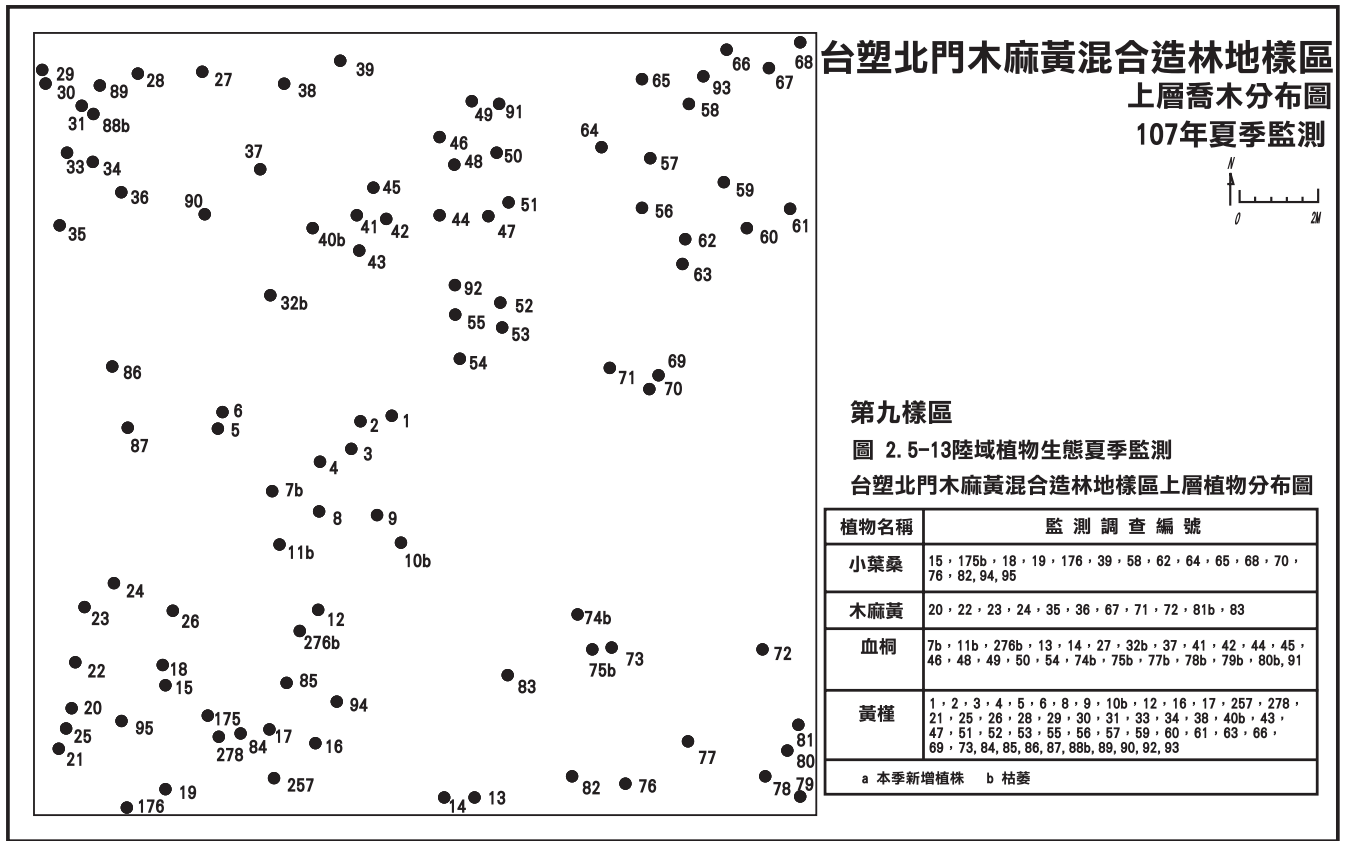 台塑北門木麻黃混合造林地樣區
上層喬木分布圖
107年夏季監測
N
0 2M
68
66
39
67
29 28 27 65 93
30 89 38
49 91 58
31 88b
64
46
37 48 50 57
33 34
36 45 59
90 51
56
41 42 44 47 61
35 40b 62 60
43
63
92
32b 52
55
53
54 69
86 71
70
6 1
5 2
87
3
4
7b
8 9
11b 10b
24
23 26 12 74b
276b
73 72
22 18 75b
15 85 83
20 94
175
95
25 17 81
278 84 16 77
21 80
257 82 76 78 79
19
176 14 13
第九樣區
圖 2.5-13陸域植物生態夏季監測
台塑北門木麻黃混合造林地樣區上層植物分布圖
植物名稱 監測調查編號
小葉桑 15，175b，18，19，176，39，58，62，64，65，68，70，
76，82, 94, 95
木麻黃 20，22，23，24，35，36，67，71，72，81b，83
血桐 7b，11b，276b，13，14，27，32b，37，41，42，44，45，
46，48，49，50，54，74b，75b，77b，78b，79b，80b, 91
黃槿 1，2，3，4，5，6，8，9，10b，12，16，17，257，278，
21，25，26，28，29，30，31，33，34，38，40b，43，
47，51，52，53，55，56，57，59，60，61，63，66，
69，73, 84, 85, 86, 87, 88b, 89, 90, 92, 93
a 本季新增植株 b 枯萎